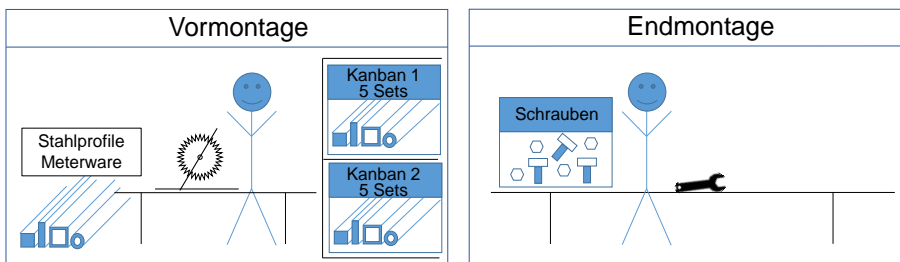 Vormontage
Stahlprofile
Meterware
Kanban 1
5 Sets
Kanban 2
5 Sets
Endmontage
Schrauben